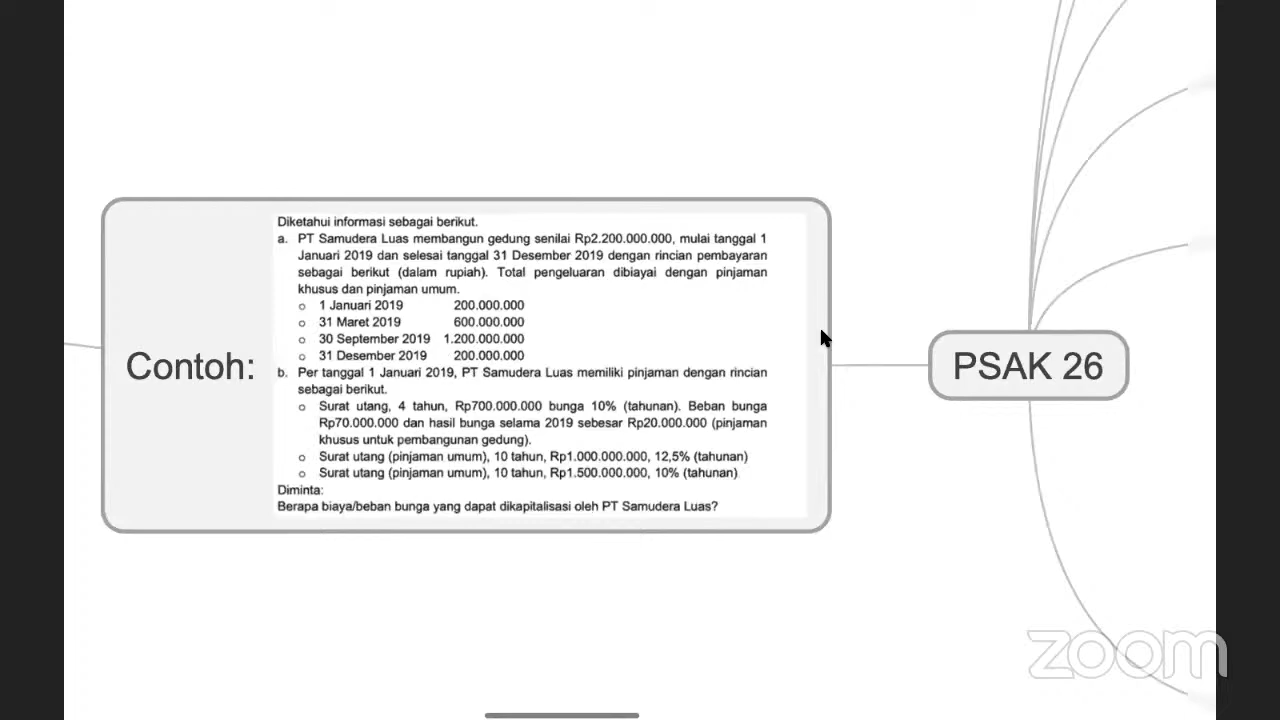 Contoh:
Diketahui informasi sebagai berikut.
a. PT Samudera Luas membangun gedung senilai Rp2.200.000.000, mulai tanggal 1
Januari 2019 dan selesai tanggal 31 Desember 2019 dengan rincian pembayaran
sebagai berikut (dalam rupiah). Total pengeluaran dibiayai dengan pinjaman
khusus dan pinjaman umum.
o 1 Januari 2019 200.000.000
o 31 Maret 2019 600.000.000
o 30 September 2019 1.200.000.000
o 31 Desember 2019 200.000.000
b. Per tanggal 1 Januari 2019, PT Samudera Luas memiliki pinjaman dengan rincian
sebagai berikut.
o Surat utang, 4 tahun, Rp700.000.000 bunga 10% (tahunan). Beban bunga
Rp70.000.000 dan hasil bunga selama 2019 sebesar Rp20.000.000 (pinjaman
khusus untuk pembangunan gedung).
o Surat utang (pinjaman umum), 10 tahun, Rp1.000.000.000, 12,5% (tahunan)
o Surat utang (pinjaman umum), 10 tahun, Rp1.500.000.000, 10% (tahunan)
Diminta:
Berapa biaya/beban bunga yang dapat dikapitalisasi oleh PT Samudera Luas?
PSAK 26
zoom